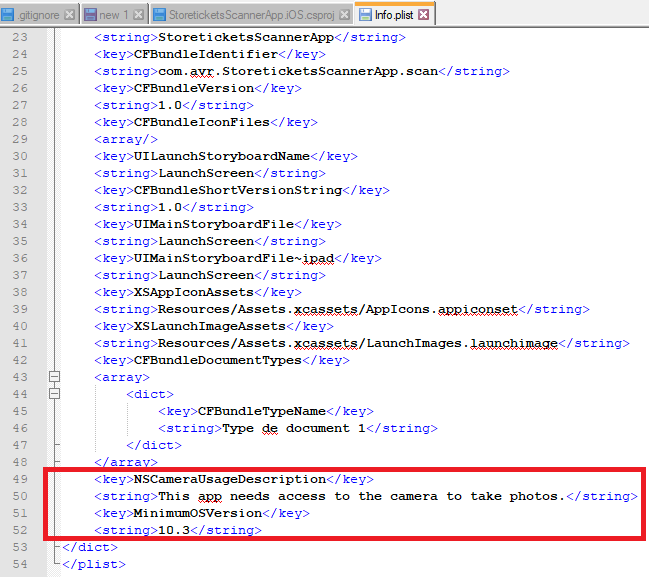 .gitignore new 1 StoreticketsScannerApp.iOS.csproj Info.plist
23 <string>StoreticketsScannerApp</string>
24 <key>CFBundleIdentifier</key>
25 <string>com.ayr.StoreticketsScannerApp.scan</string>
26 <key>CFBundleVersion</key>
27 <string>1.0</string>
28 <key>CFBundleIconFiles</key>
29 <array/>
30 <key>UILaunchStoryboardName</key>
31 <string>LaunchScreen</string>
32 <key>CFBundleShortVersionString</key>
33 <string>1.0</string>
34 <key>UIMainStoryboardFile</key>
35 <string>LaunchScreen</string>
36 <key>UIMainStoryboardFile~ipad</key>
37 <string>LaunchScreen</string>
38 <key>XSAppIconAssets</key>
39 <string>Resources/Assets.xcassets/AppIcons.appiconset</string>
40 <key>XSLaunchImageAssets</key>
41 <string>Resources/Assets.xcassets/LaunchImages.launchimage</string>
42 <key>CFBundleDocumentTypes</key>
43 <array>
44 <dict>
45 <key>CFBundleTypeName</key>
46 <string>Type de document 1</string>
47 </dict>
48 </array>
49 <key>NSCameraUsageDescription</key>
50 <string>This app needs access to the camera to take photos.</string>
51 <key>MinimumOSVersion</key>
52 <string>10.3</string>
53 </dict>
54 </plist>